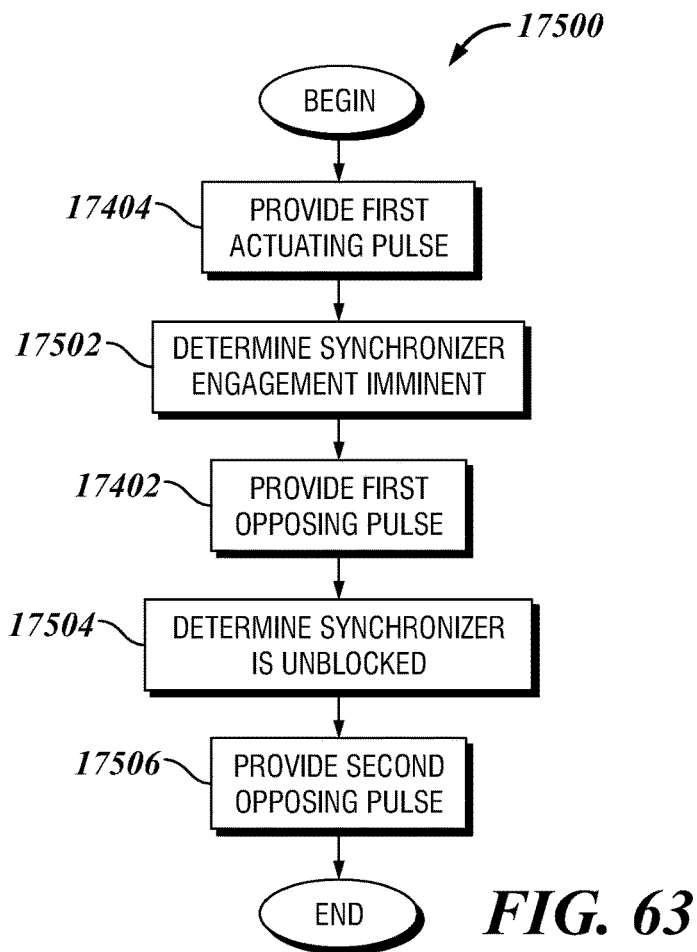 17500
BEGIN
17404
PROVIDE FIRST
ACTUATING PULSE
17502
DETERMINE SYNCHRONIZER
ENGAGEMENT IMMINENT
17402
PROVIDE FIRST
OPPOSING PULSE
17504
DETERMINE SYNCHRONIZER
IS UNBLOCKED
17506
PROVIDE SECOND
OPPOSING PULSE
END
FIG. 63